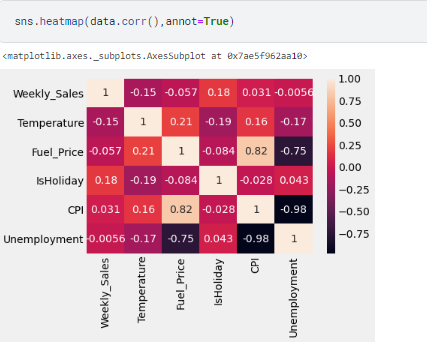 sns.heatmap(data.corr(),annot=True)
<matplotlib.axes._subplots.AxesSubplot at 0x7ae5f962aa10>
Weekly_Sales 1 -0.15 -0.057 0.18 0.031 -0.0056
Temperature -0.15 1 0.21 -0.19 0.16 -0.17
Fuel_Price -0.057 0.21 1 -0.084 0.82 -0.75
IsHoliday 0.18 -0.19 -0.084 1 -0.028 0.043
CPI 0.031 0.16 0.82 -0.028 1 -0.98
Unemployment -0.0056 -0.17 -0.75 0.043 -0.98 1
Weekly_Sales
Temperature
Fuel_Price
IsHoliday
CPI
Unemployment
1.00
0.75
0.50
0.25
0.00
−0.25
−0.50
−0.75